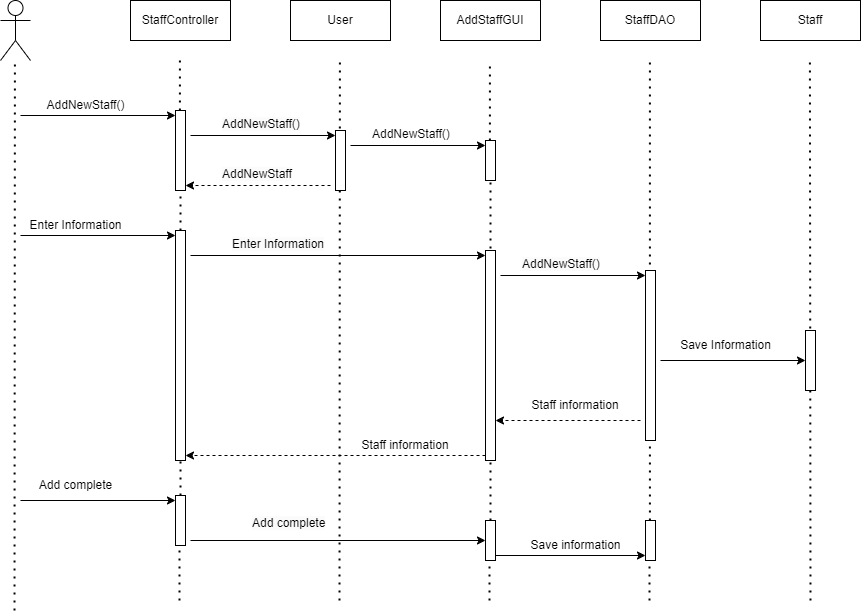 StaffController
User
AddStaffGUI
StaffDAO
Staff
AddNewStaff()
AddNewStaff()
AddNewStaff()
AddNewStaff
Enter Information
Enter Information
AddNewStaff()
Save Information
Staff information
Staff information
Add complete
Add complete
Save information